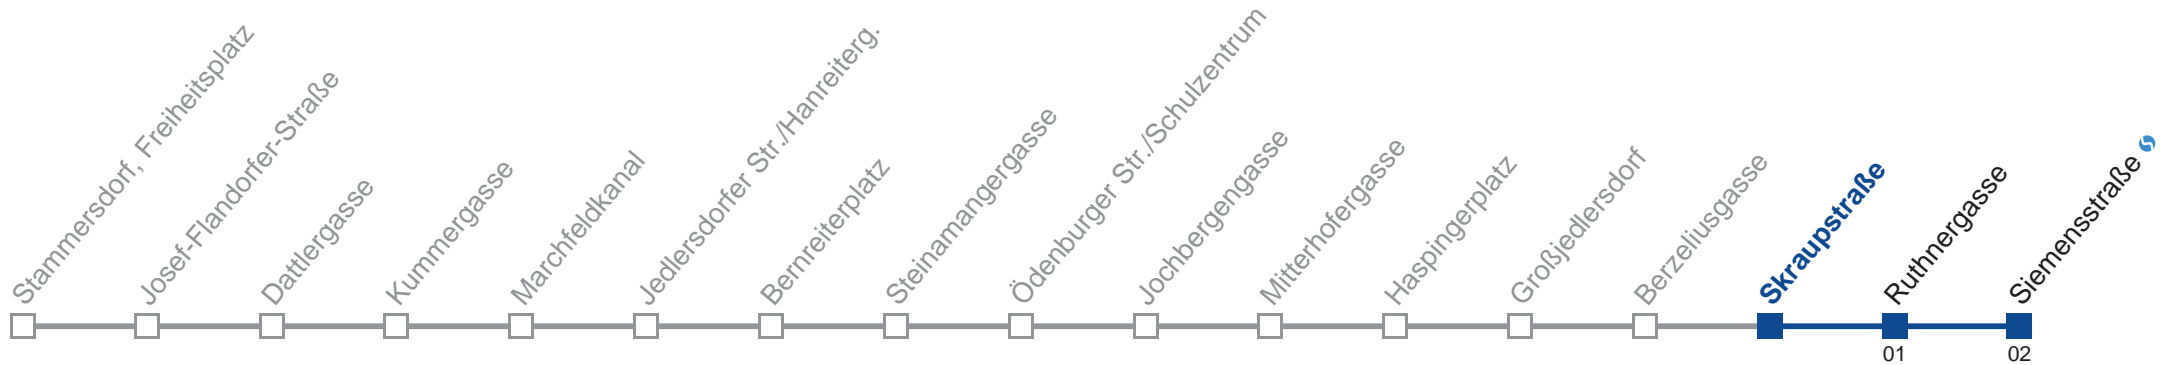 Stammersdorf, Freiheitsplatz
Josef-Flandorfer-Straße
Dattlergasse
Kummergasse
Marchfeldkanal
Jedlersdorfer Str./Hanreiterg.
Bernreiterplatz
Steinamangergasse
Ödenburger Str./Schulzentrum
Jochbergengasse
Mitterhofergasse
Haspingerplatz
Großjedlersdorf
Berzeliusgasse
Skraupstraße
Ruthnergasse
Siemensstraße
01
02